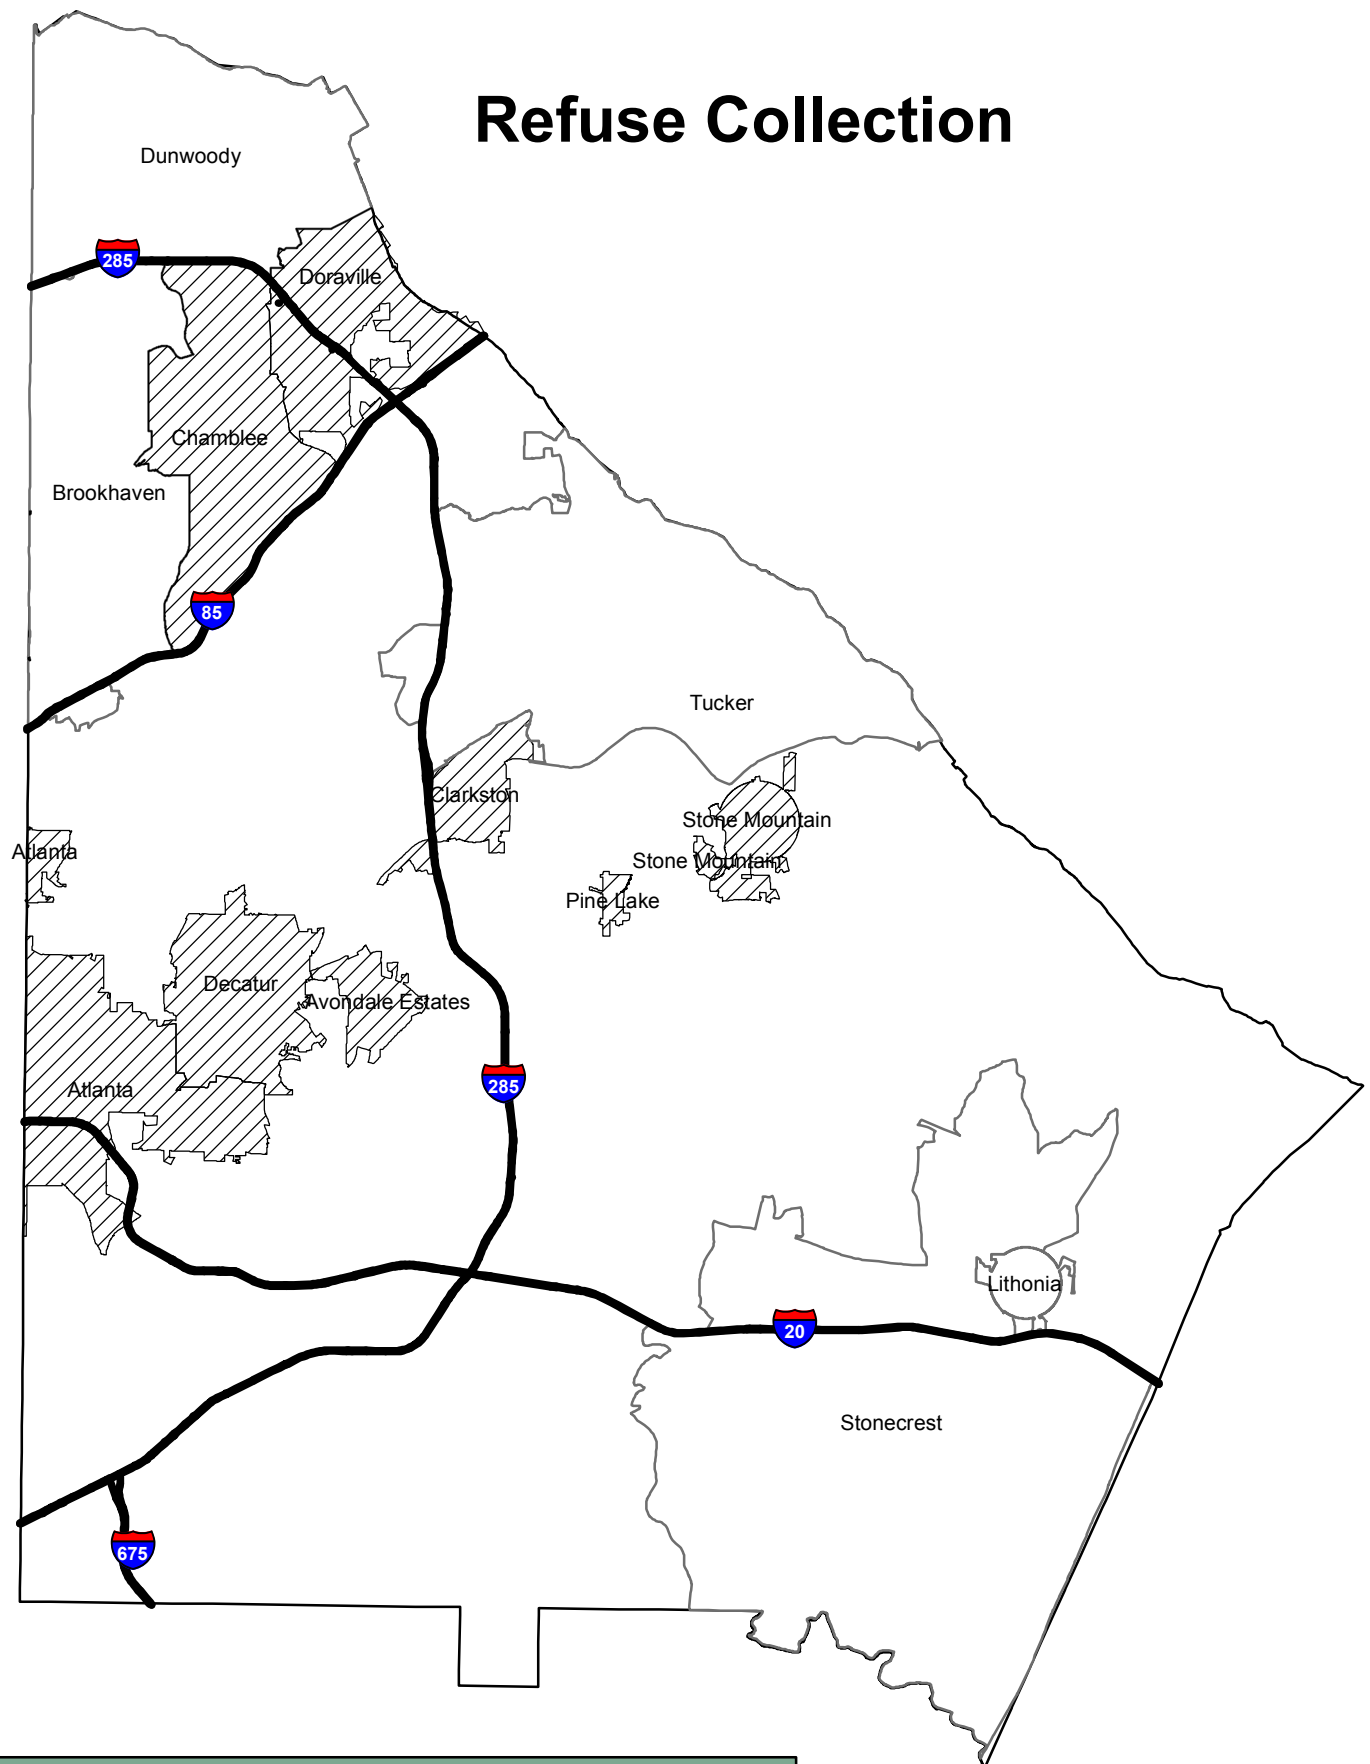 Refuse Collection
Dunwoody
285
Doraville
Chamblee
Brookhaven
85
Tucker
Clarkston
Stone Mountain
Atlanta
Stone Mountain
Pine Lake
Decatur
Avondale Estates
285
Atlanta
Lithonia
20
Stonecrest
675